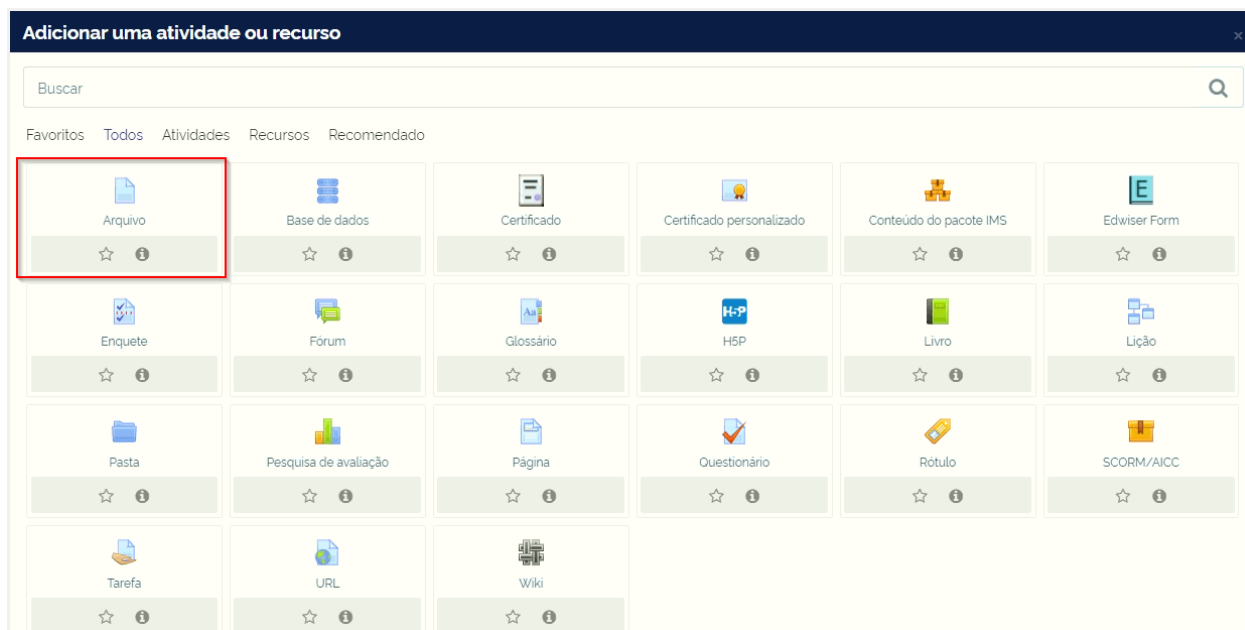 Adicionar uma atividade ou recurso ×
Buscar
Favoritos Todos Atividades Recursos Recomendado
Arquivo Base de dados Certificado Certificado personalizado Conteúdo do pacote IMS Edwiser Form
Enquete Fórum Glossário H5P Livro Lição
Pasta Pesquisa de avaliação Página Questionário Rótulo SCORM/AICC
Tarefa URL Wiki